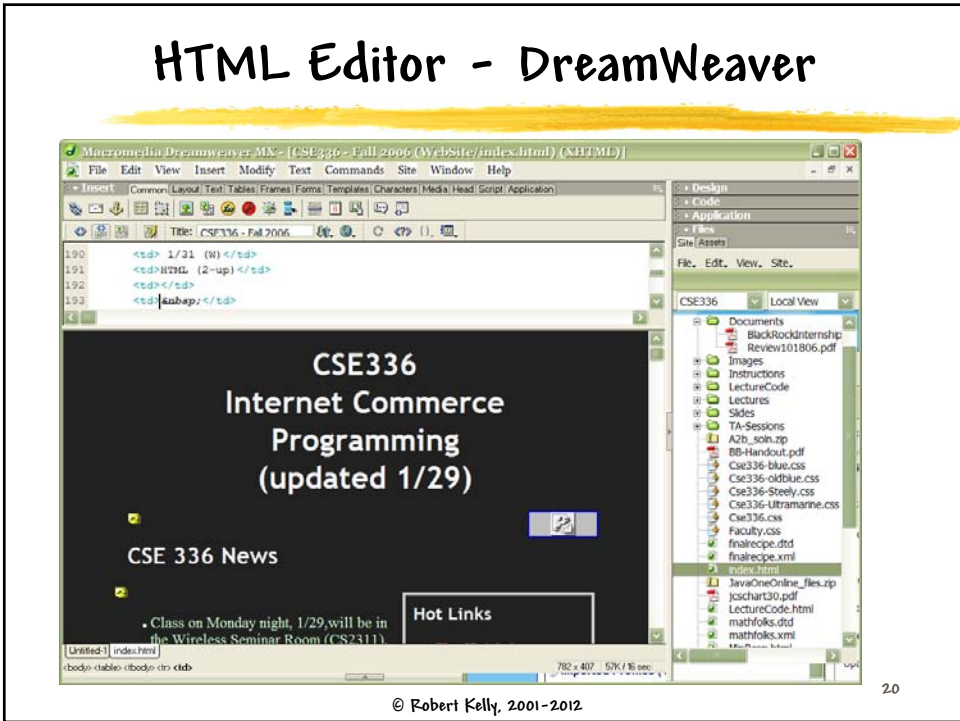 HTML Editor - DreamWeaver
Macromedia Dreamweaver MX - [CSE336 - Fall 2006 (WebSite/index.html) (XHTML)]
File Edit View Insert Modify Text Commands Site Window Help
Insert Common Layout Text Tables Frames Forms Templates Characters Media Head Script Application
Title: CSE336 - Fall 2006
190 <td> 1/31 (W)</td>
191 <td>HTML (2-up)</td>
192 <td></td>
193 <td>&nbsp;</td>
CSE336
Internet Commerce
Programming
(updated 1/29)
CSE 336 News
• Class on Monday night, 1/29,will be in
the Wireless Seminar Room (CS2311)
Hot Links
Untitled-1 index.html
<body> <table> <tbody> <tr> <td>
782 x 407 57K / 16 sec
Design
Code
Application
Files
Site Assets
File. Edit. View. Site.
CSE336 Local View
Documents
BlackRockInternship
Review101806.pdf
Images
Instructions
LectureCode
Lectures
Slides
TA-Sessions
A2b_soln.zip
BB-Handout.pdf
Cse336-blue.css
Cse336-oldblue.css
Cse336-Steely.css
Cse336-Ultramarine.css
Cse336.css
Faculty.css
finalrecipe.dtd
finalrecipe.xml
index.html
JavaOneOnline_files.zip
jcschart30.pdf
LectureCode.html
mathfolks.dtd
mathfolks.xml
20
© Robert Kelly, 2001-2012